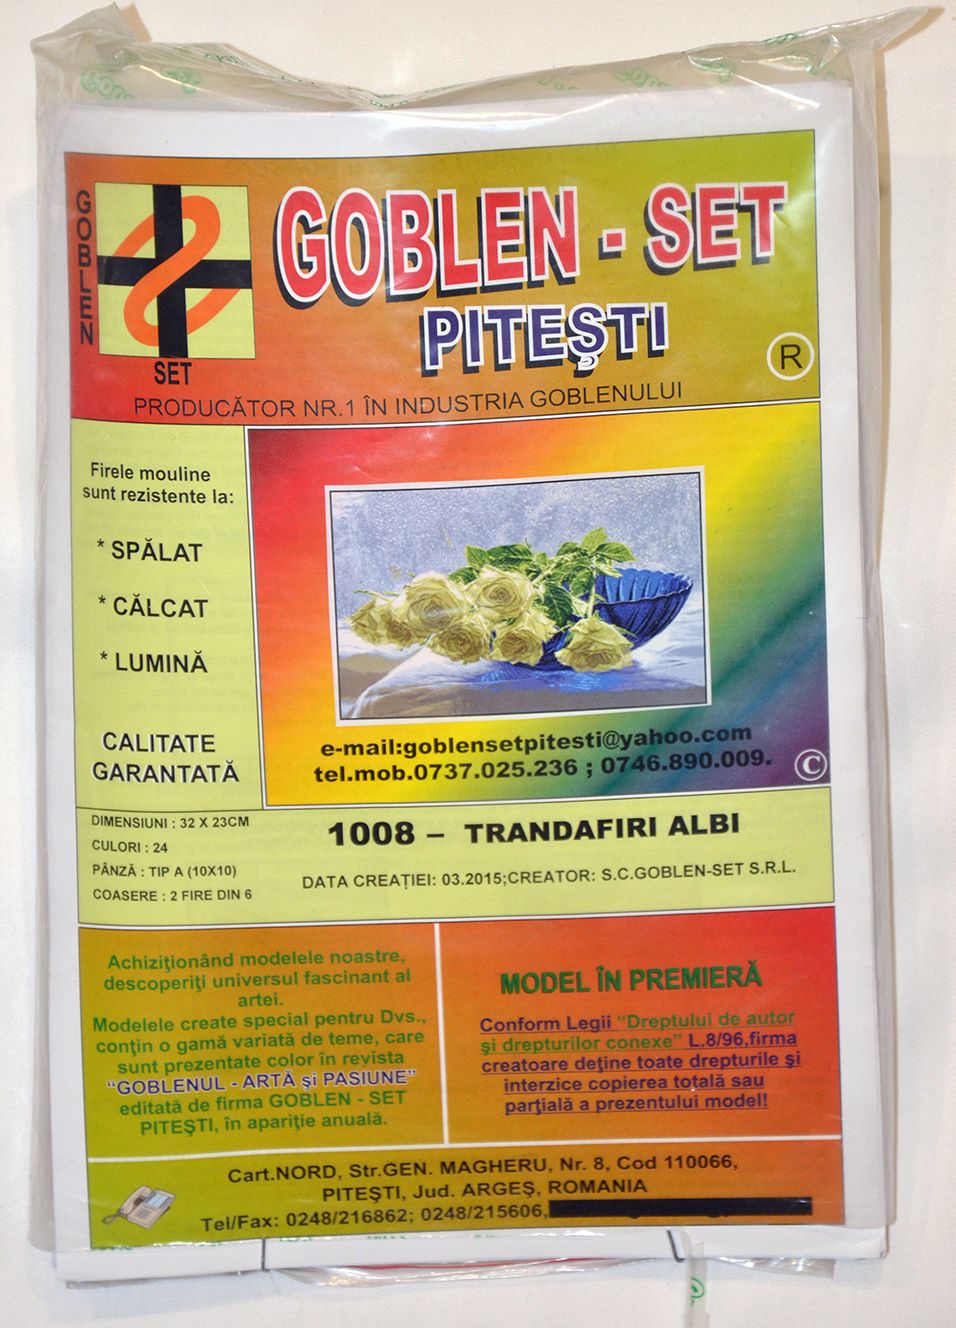 GOBLEN
SET
GOBLEN - SET
PITEŞTI
®
PRODUCĂTOR NR.1 ÎN INDUSTRIA GOBLENULUI
Firele mouline
sunt rezistente la:
* SPĂLAT
* CĂLCAT
* LUMINĂ
CALITATE
GARANTATĂ
e-mail:goblensetpitesti@yahoo.com
tel.mob.0737.025.236 ; 0746.890.009.
©
DIMENSIUNI : 32 X 23CM
CULORI : 24
PÂNZĂ : TIP A (10X10)
COASERE : 2 FIRE DIN 6
1008 – TRANDAFIRI ALBI
DATA CREAȚIEI: 03.2015;CREATOR: S.C.GOBLEN-SET S.R.L.
Achiziţionând modelele noastre,
descoperiţi universul fascinant al
artei.
Modelele create special pentru Dvs.,
conţin o gamă variată de teme, care
sunt prezentate color în revista
“GOBLENUL - ARTĂ şi PASIUNE”
editată de firma GOBLEN - SET
PITEŞTI, în apariţie anuală.
MODEL ÎN PREMIERĂ
Conform Legii “Dreptului de autor
şi drepturilor conexe” L.8/96,firma
creatoare deţine toate drepturile şi
interzice copierea totală sau
parţială a prezentului model!
Cart.NORD, Str.GEN. MAGHERU, Nr. 8, Cod 110066,
PITEŞTI, Jud. ARGEŞ, ROMANIA
Tel/Fax: 0248/216862; 0248/215606,